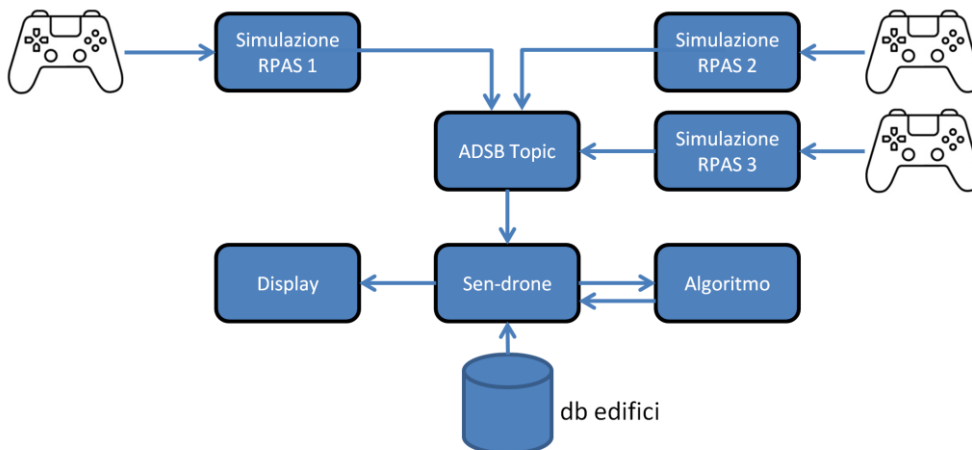 Simulazione
RPAS 1
Simulazione
RPAS 2
ADSB Topic
Simulazione
RPAS 3
Display
Sen-drone
Algoritmo
db edifici